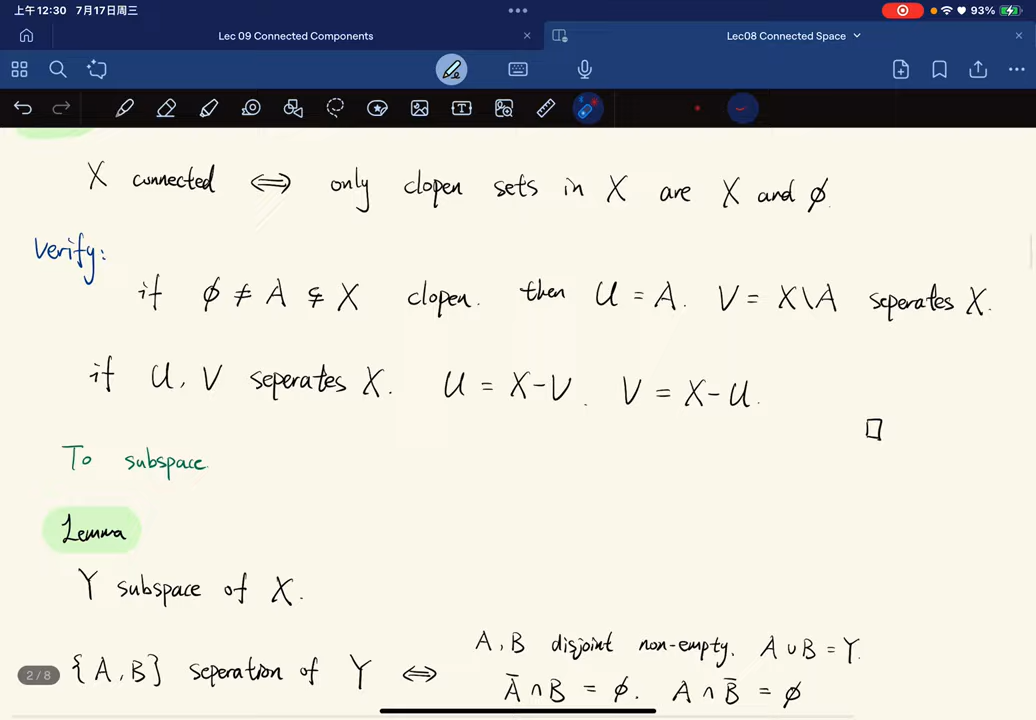 上午12:30 7月17日周三
93%
Lec 09 Connected Components
Lec08 Connected Space
X connected ⟺ only clopen sets in X are X and ∅.
Verify:
if ∅ ≠ A ⊊ X clopen. then U = A. V = X\A seperates X.
if U, V seperates X. U = X-V. V = X-U.
□
To subspace
Lemma
Y subspace of X.
A, B disjoint non-empty. A ∪ B = Y.
{A, B} seperation of Y ⟺
Ā ∩ B = ∅. A ∩ B̄ = ∅
2/8